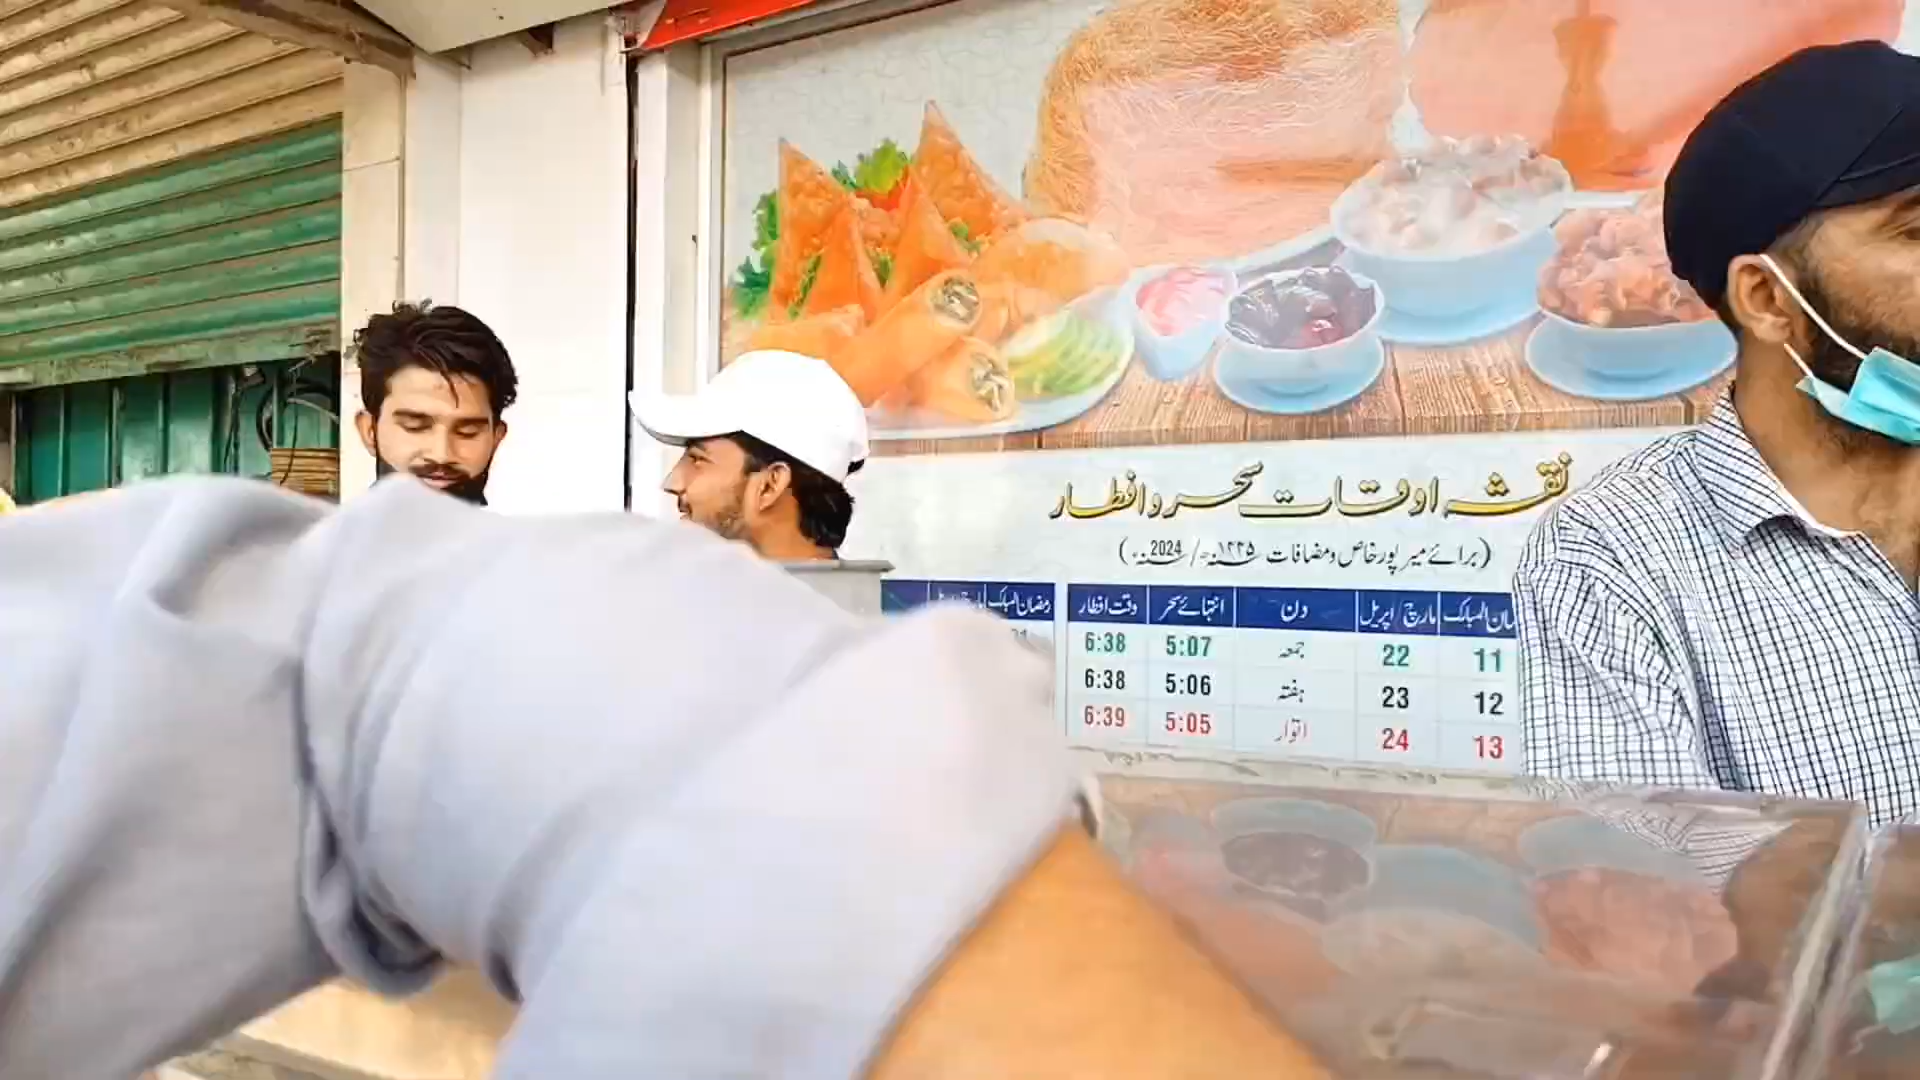 نقشہ اوقات سحر و افطار
(برائے میر پور خاص و مضافات ۱۴۴۵ھ / 2024ء)
رمضان المبارک
مارچ / اپریل دن انتہائے سحر وقت افطار
11 22 جمعہ 5:07 6:38
12 23 ہفتہ 5:06 6:38
13 24 اتوار 5:05 6:39